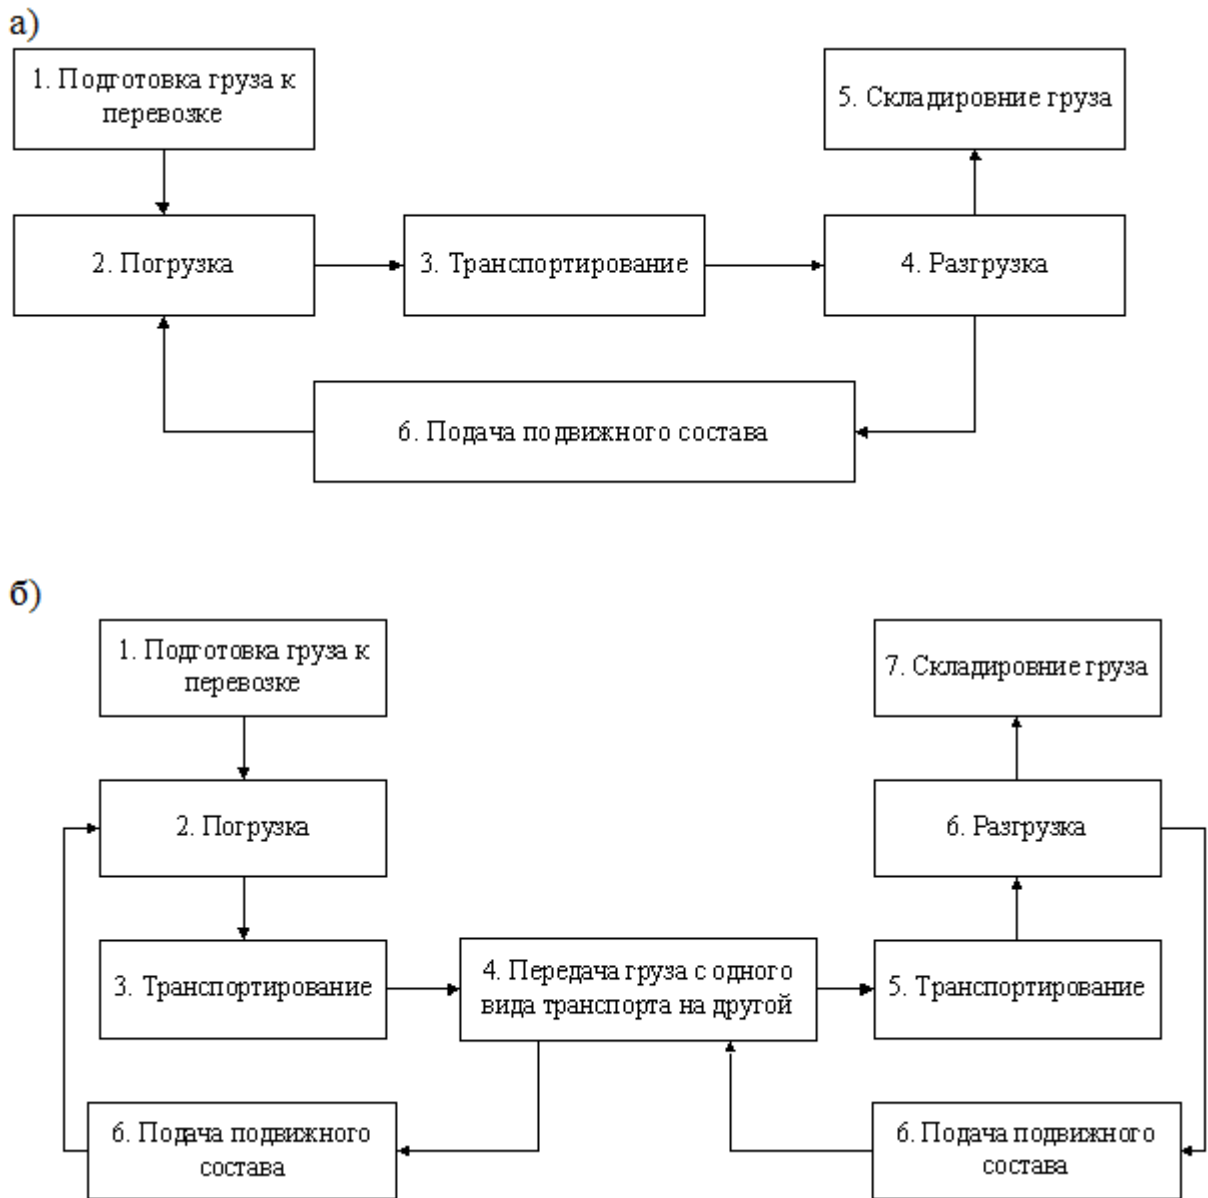 а)
1. Подготовка груза к
перевозке
5. Складировние груза
2. Погрузка
3. Транспортирование
4. Разгрузка
6. Подача подвижного состава
б)
1. Подготовка груза к
перевозке
7. Складировние груза
2. Погрузка
6. Разгрузка
3. Транспортирование
4. Передача груза с одного
вида транспорта на другой
5. Транспортирование
6. Подача подвижного
состава
6. Подача подвижного
состава